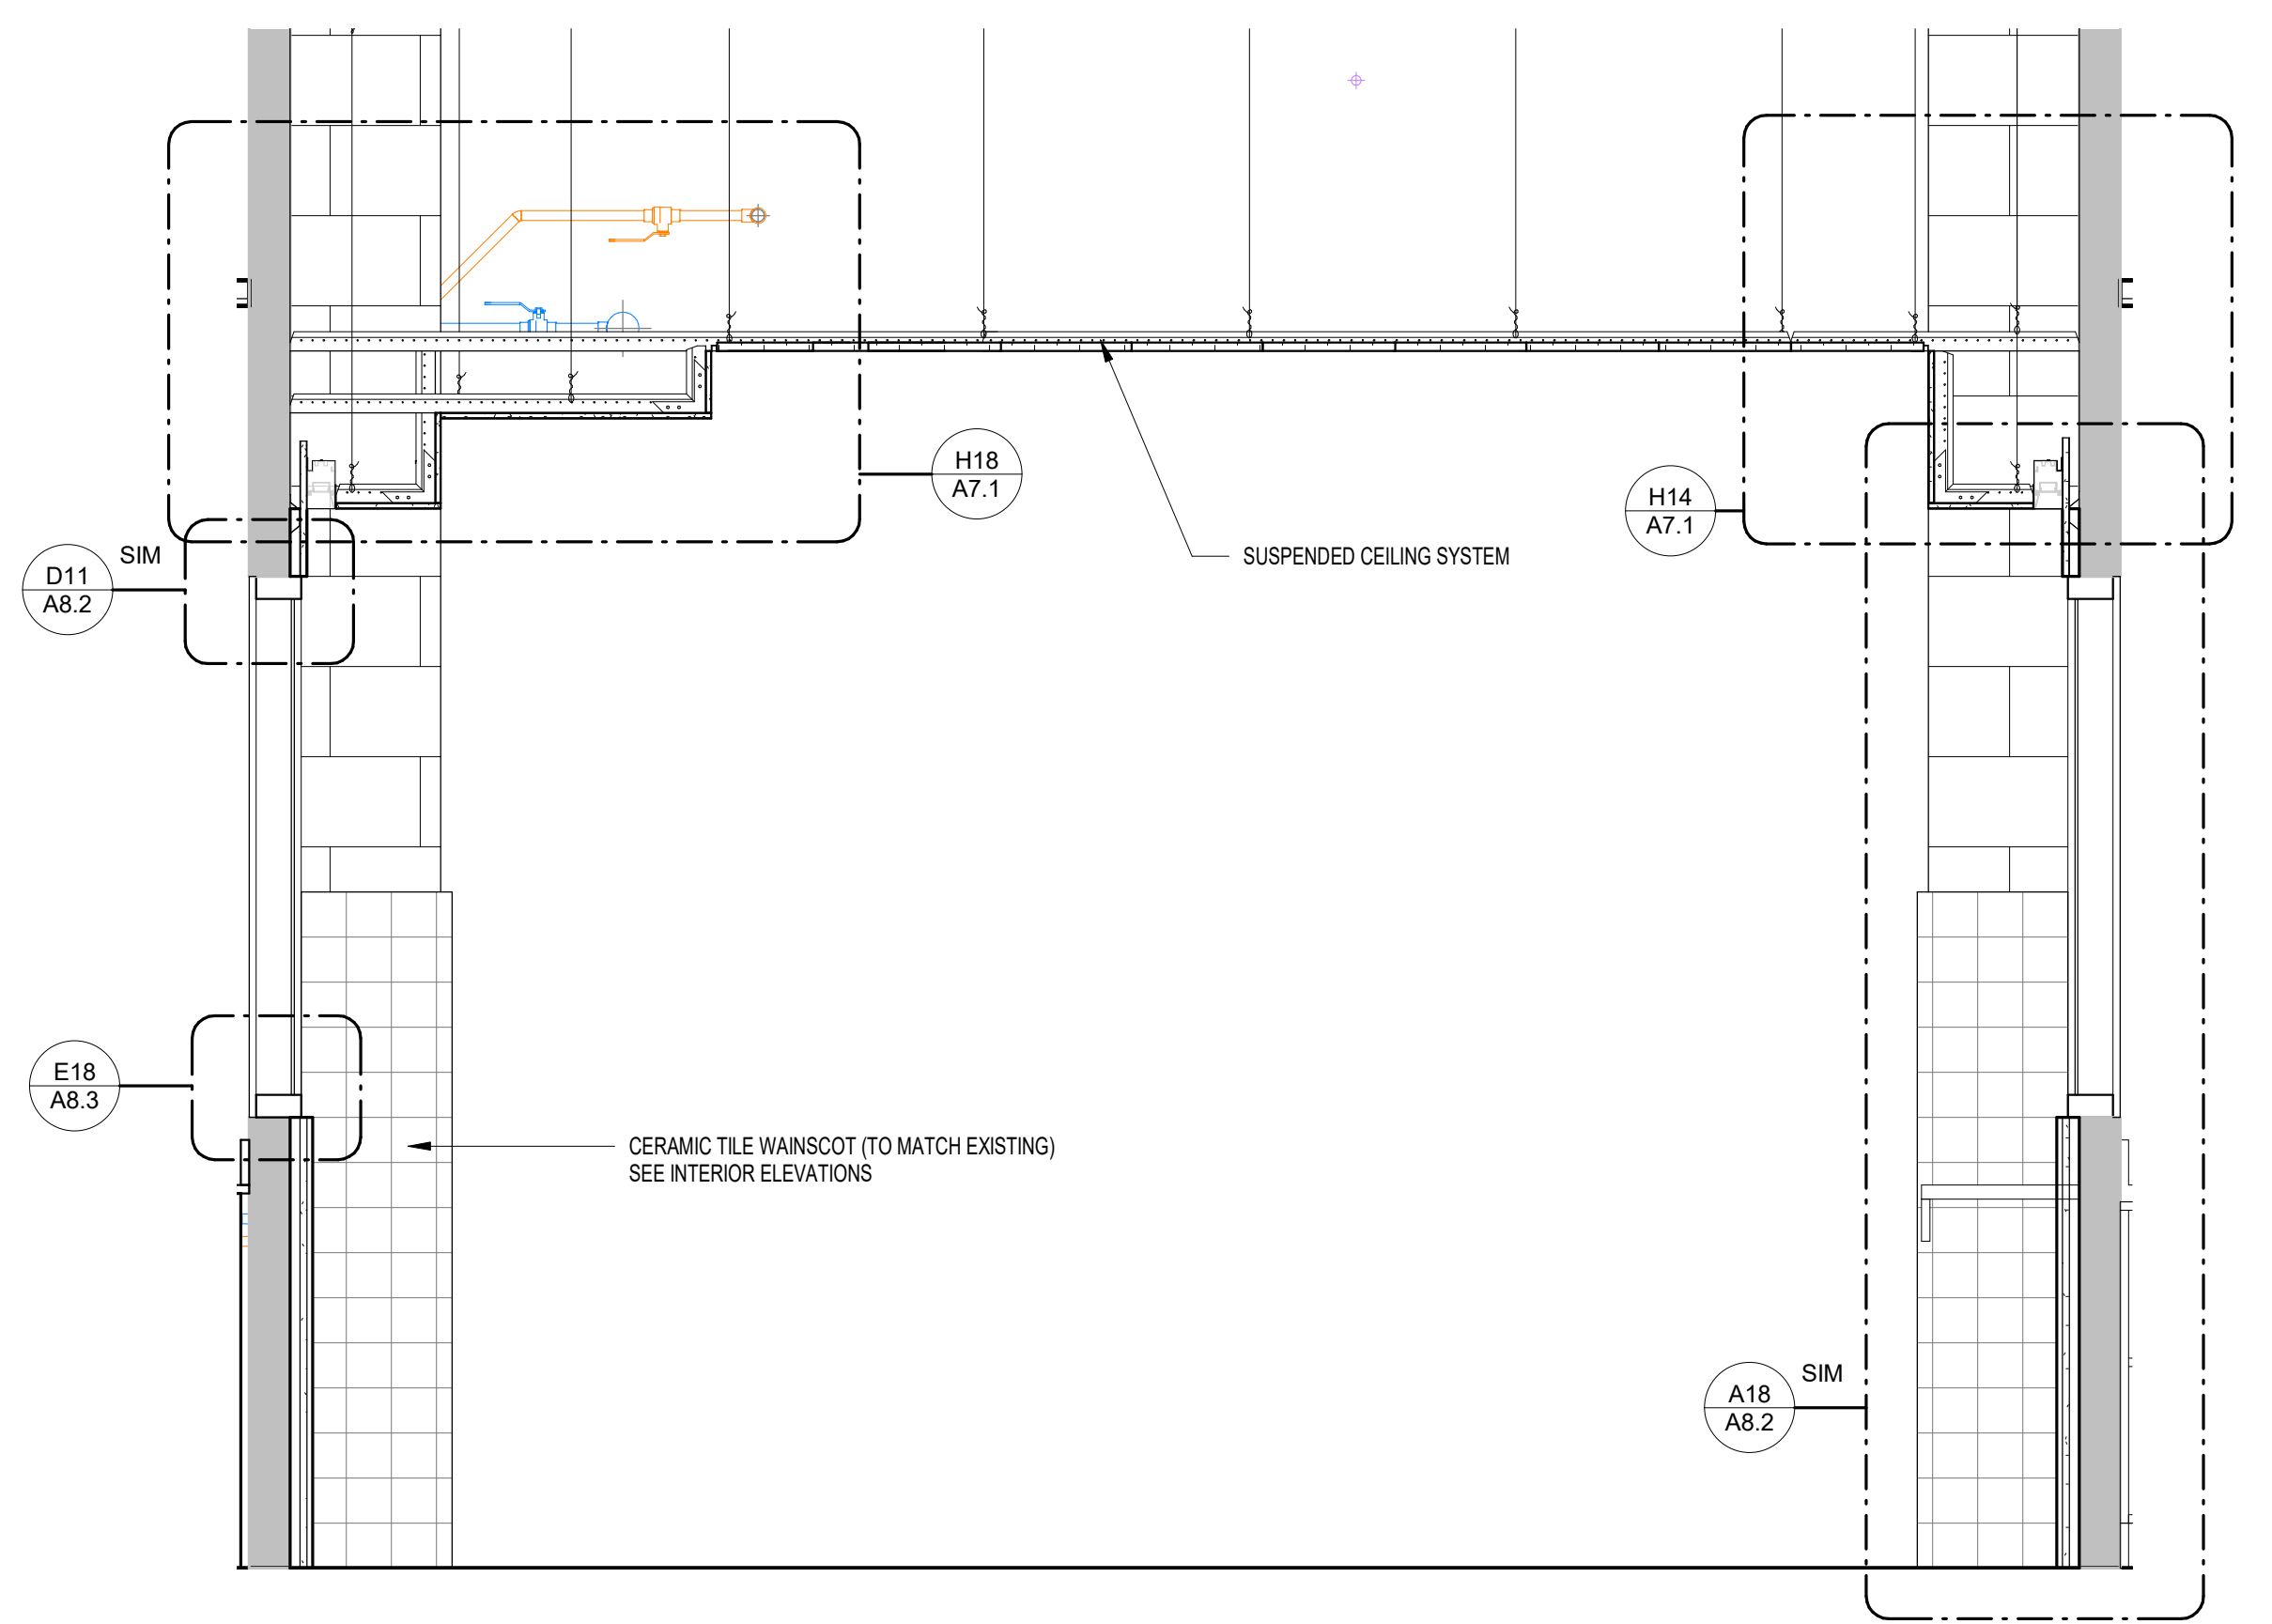 H18
A7.1
H14
A7.1
SUSPENDED CEILING SYSTEM
SIM
D11
A8.2
E18
A8.3
CERAMIC TILE WAINSCOT (TO MATCH EXISTING)
SEE INTERIOR ELEVATIONS
SIM
A18
A8.2